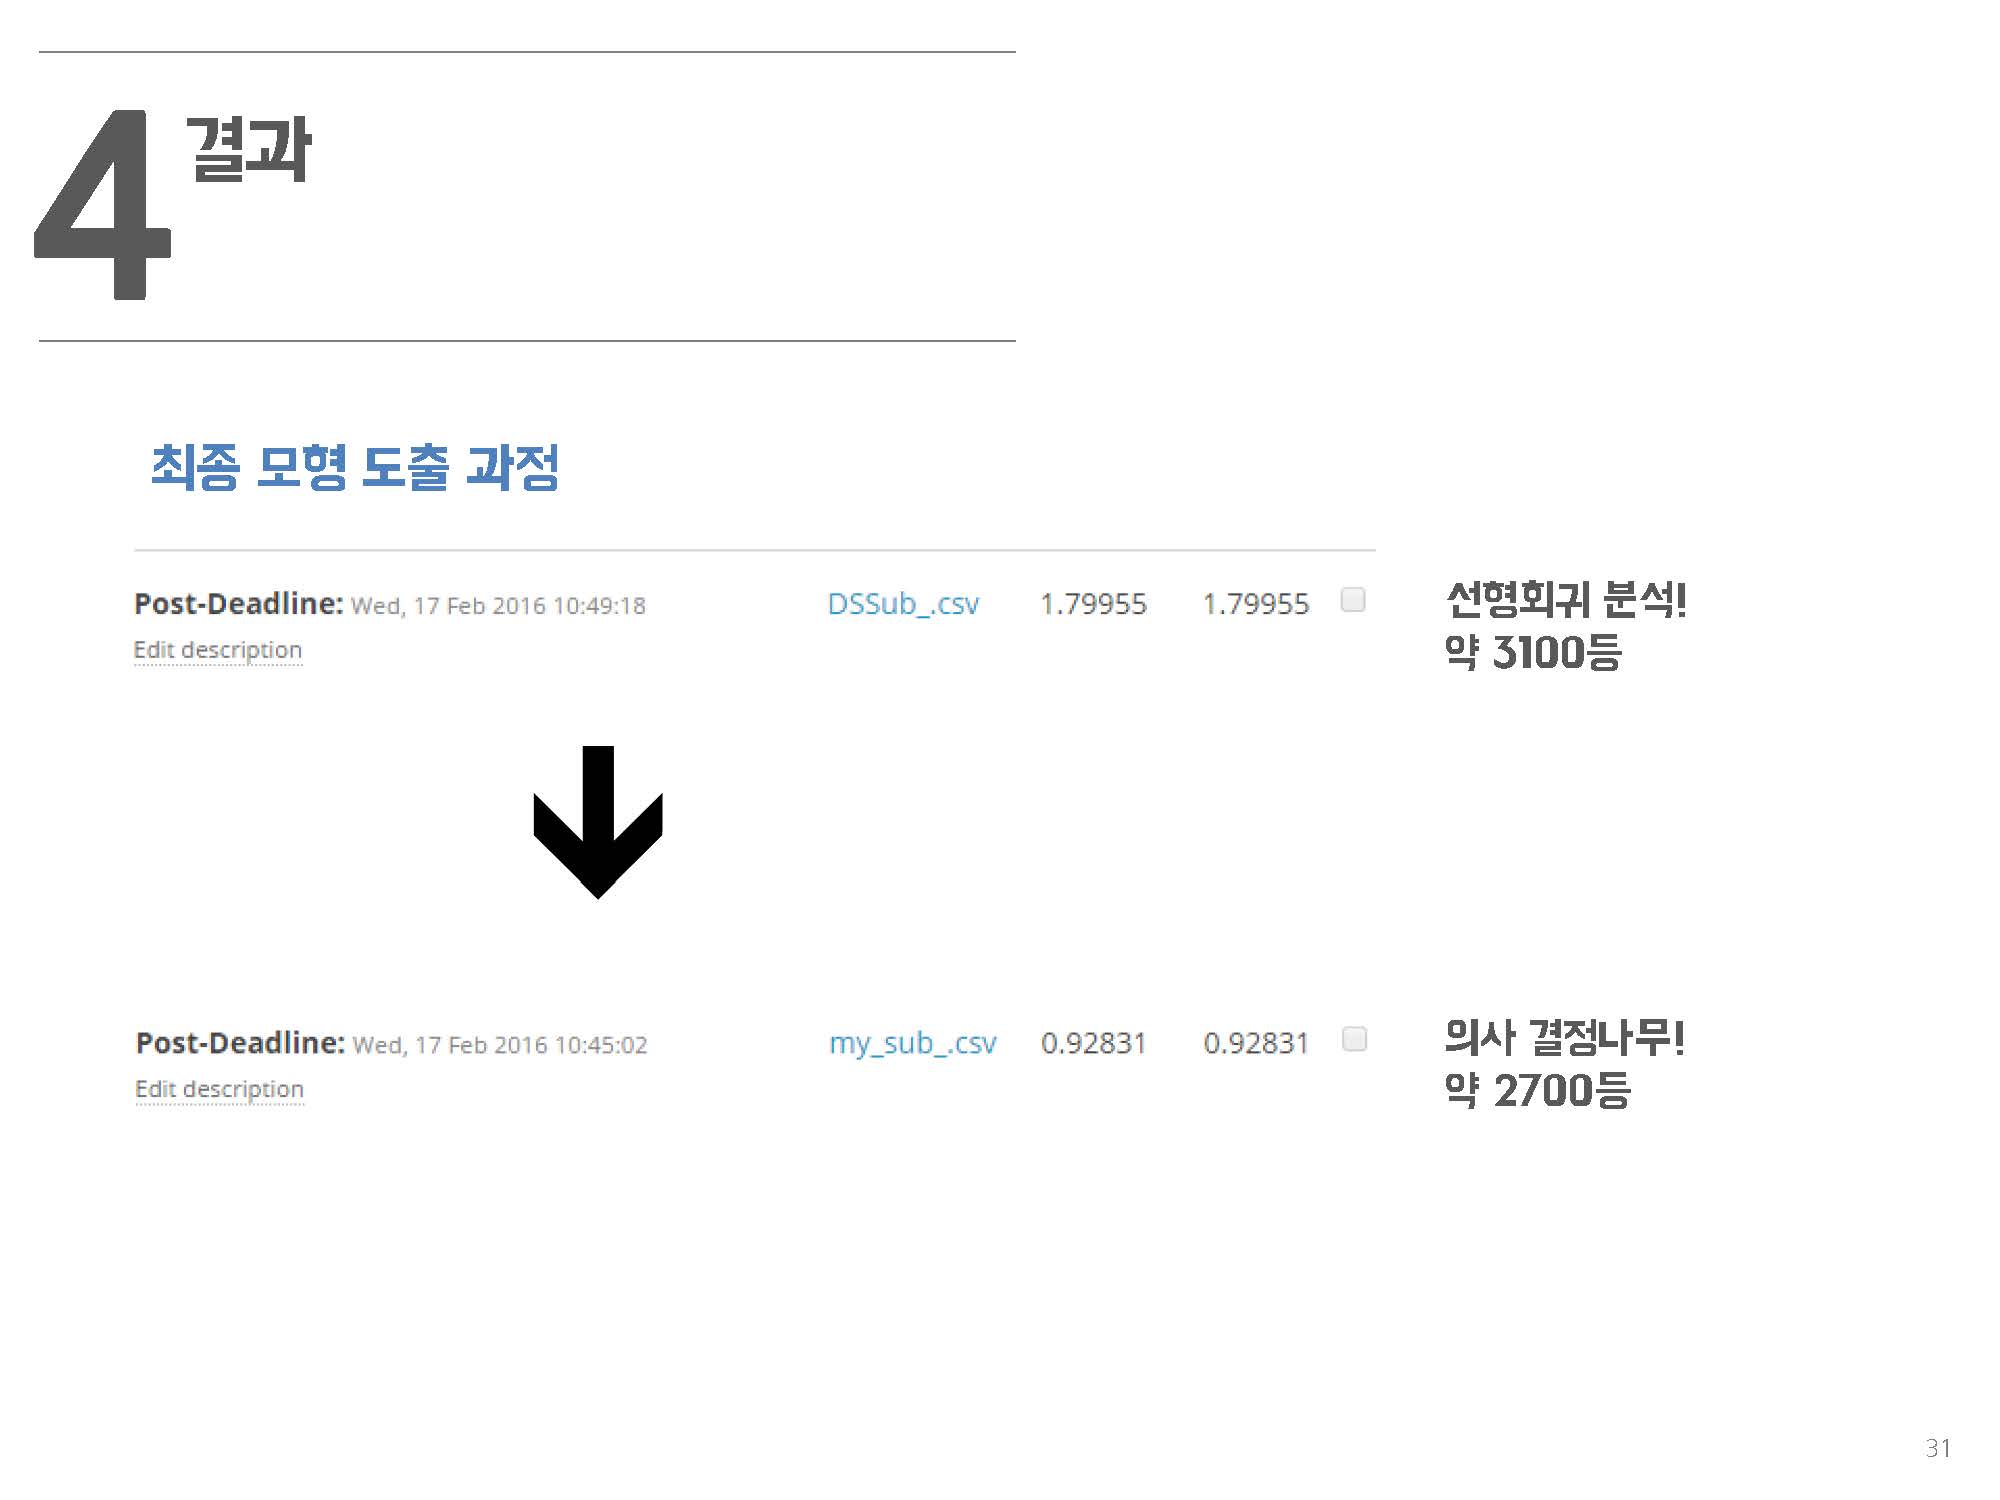 4 결과
최종 모형 도출 과정
Post-Deadline: Wed, 17 Feb 2016 10:49:18 DSSub_.csv 1.79955 1.79955
Edit description
선형회귀 분석!
약 3100등
Post-Deadline: Wed, 17 Feb 2016 10:45:02 my_sub_.csv 0.92831 0.92831
Edit description
의사 결정나무!
약 2700등
31